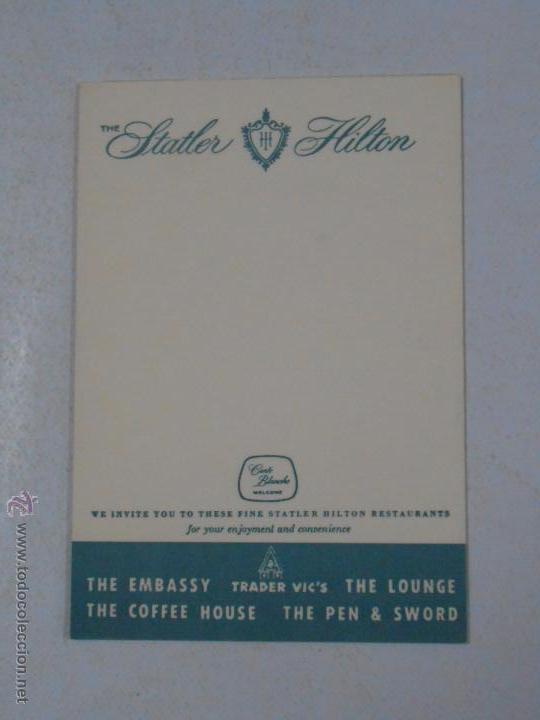 THE Statler HH Hilton
Carte
Blanche
WELCOME
WE INVITE YOU TO THESE FINE STATLER HILTON RESTAURANTS
for your enjoyment and convenience
THE EMBASSY TRADER VIC'S THE LOUNGE
THE COFFEE HOUSE THE PEN & SWORD
www.todocoleccion.net